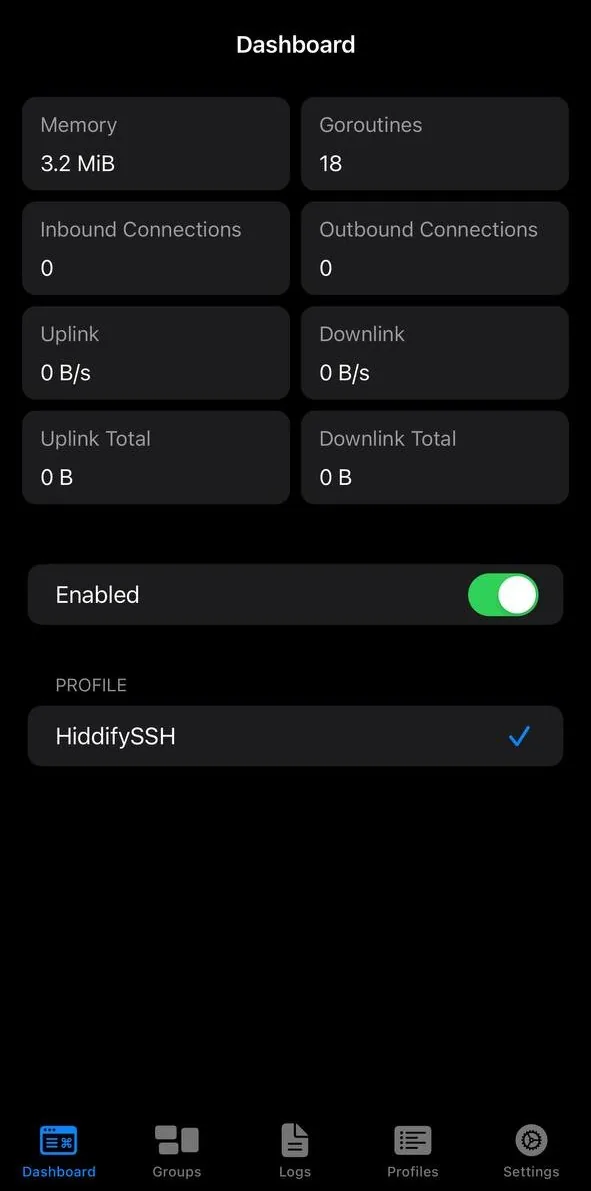 Dashboard
Memory
3.2 MiB
Goroutines
18
Inbound Connections
0
Outbound Connections
0
Uplink
0 B/s
Downlink
0 B/s
Uplink Total
0 B
Downlink Total
0 B
Enabled
PROFILE
HiddifySSH
Dashboard
Groups
Logs
Profiles
Settings